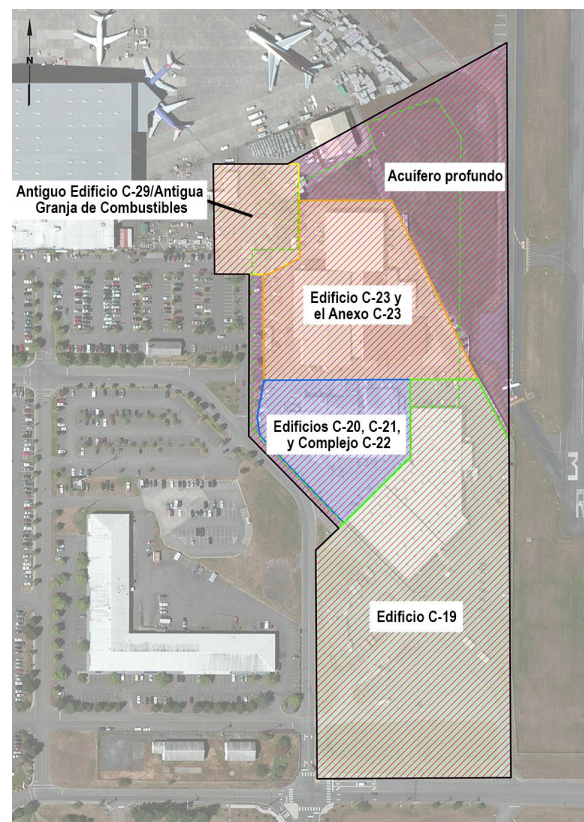 N
Acuífero profundo
Antiguo Edificio C-29/Antigua
Granja de Combustibles
Edificio C-23 y
el Anexo C-23
Edificios C-20, C-21,
y Complejo C-22
Edificio C-19